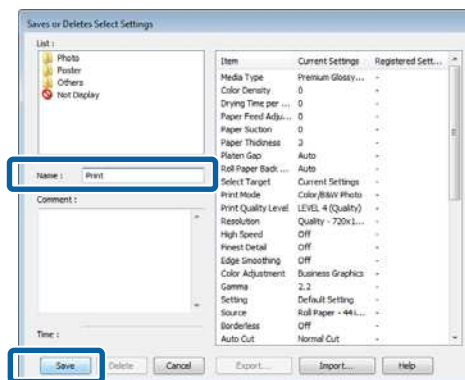 Saves or Deletes Select Settings
List :
Photo
Poster
Others
Not Display
Name : Print
Comment :
Time :
Item Current Settings Registered Sett...
Media Type Premium Glossy... -
Color Density 0 -
Drying Time per ... 0 -
Paper Feed Adju... 0 -
Paper Suction 0 -
Paper Thickness 3 -
Platen Gap Auto -
Roll Paper Back ... Auto -
Select Target Current Settings -
Print Mode Color/B&W Photo -
Print Quality Level LEVEL 4 (Quality) -
Resolution Quality - 720x1... -
High Speed Off -
Finest Detail Off -
Edge Smoothing Off -
Color Adjustment Business Graphics -
Gamma 2.2 -
Setting Default Setting -
Source Roll Paper - 44 i... -
Borderless Off -
Auto Cut Normal Cut -
Save Delete Cancel Export... Import... Help